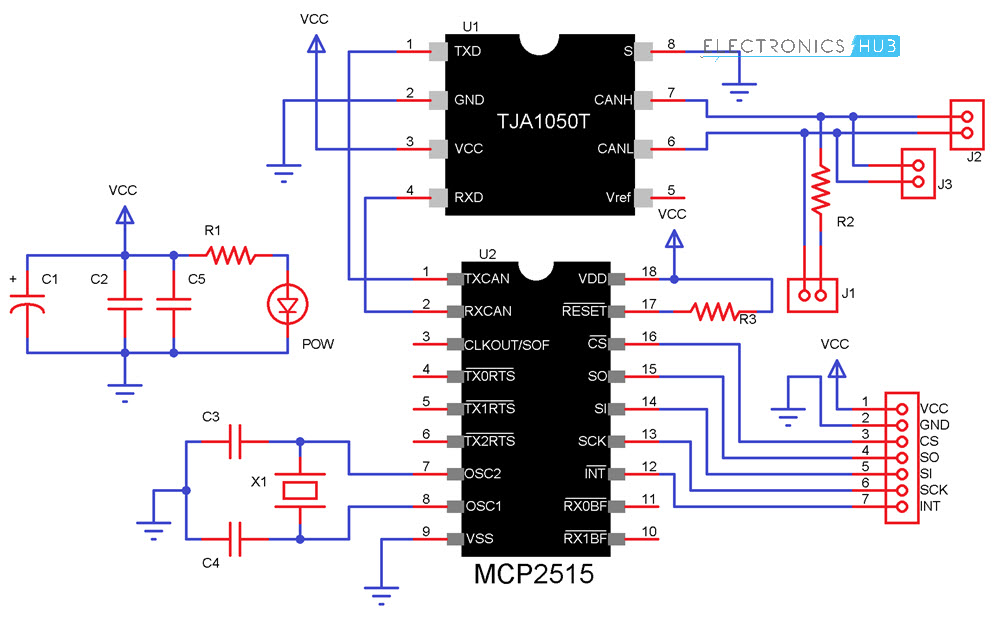 ELECTRONICS HUB
VCC
U1
1 TXD
2 GND
3 VCC
4 RXD
TJA1050T
S 8
CANH 7
CANL 6
Vref 5
J2
J3
R2
J1
VCC
R1
+ C1
C2
C5
POW
VCC
U2
1 TXCAN
2 RXCAN
3 CLKOUT/SOF
4 TX0RTS
5 TX1RTS
6 TX2RTS
7 OSC2
8 OSC1
9 VSS
VDD 18
RESET 17
CS 16
SO 15
SI 14
SCK 13
INT 12
RX0BF 11
RX1BF 10
MCP2515
R3
C3
X1
C4
VCC
1 VCC
2 GND
3 CS
4 SO
5 SI
6 SCK
7 INT